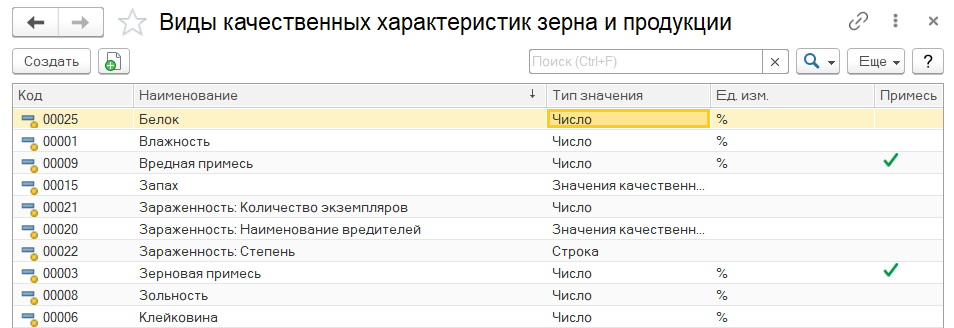 Виды качественных характеристик зерна и продукции
Создать Поиск (Ctrl+F) × Еще ?
Код Наименование ↓ Тип значения Ед. изм. Примесь
00025 Белок Число %
00001 Влажность Число %
00009 Вредная примесь Число %
00015 Запах Значения качественн...
00021 Зараженность: Количество экземпляров Число
00020 Зараженность: Наименование вредителей Значения качественн...
00022 Зараженность: Степень Строка
00003 Зерновая примесь Число %
00008 Зольность Число %
00006 Клейковина Число %